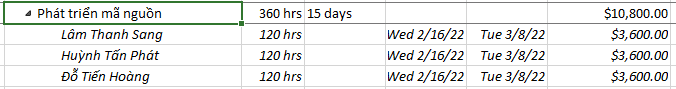 Phát triển mã nguồn 360 hrs 15 days $10,800.00
Lâm Thanh Sang 120 hrs Wed 2/16/22 Tue 3/8/22 $3,600.00
Huỳnh Tấn Phát 120 hrs Wed 2/16/22 Tue 3/8/22 $3,600.00
Đỗ Tiến Hoàng 120 hrs Wed 2/16/22 Tue 3/8/22 $3,600.00